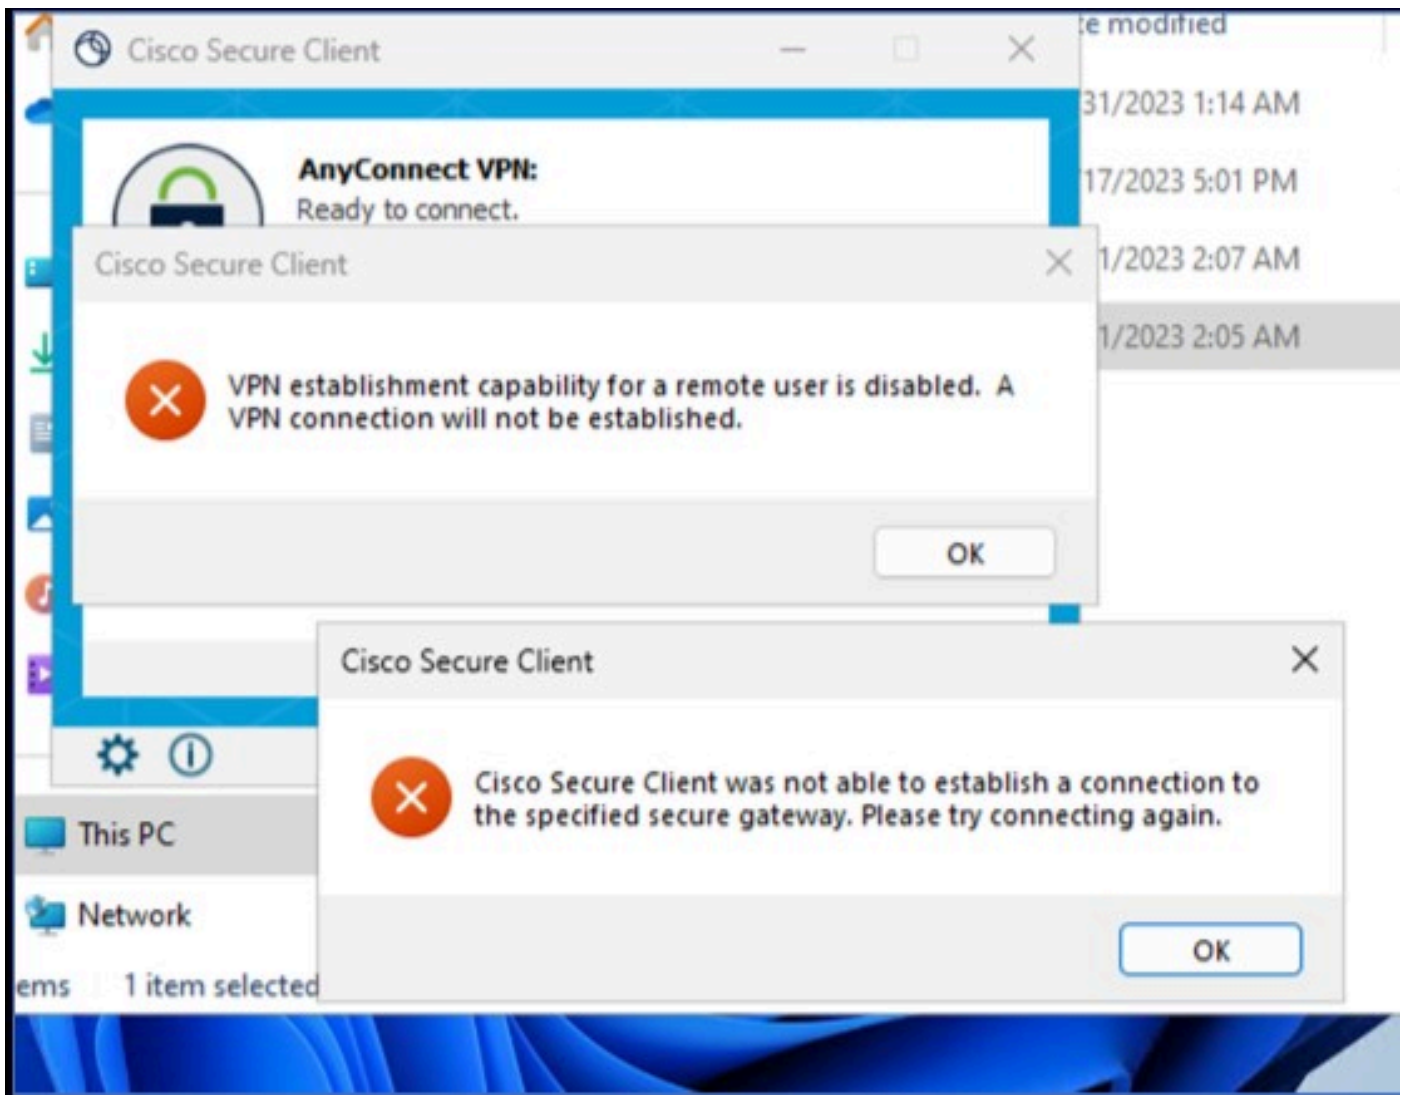 Cisco Secure Client
modified
31/2023 1:14 AM
AnyConnect VPN:
Ready to connect.
17/2023 5:01 PM
Cisco Secure Client
1/2023 2:07 AM
1/2023 2:05 AM
VPN establishment capability for a remote user is disabled. A
VPN connection will not be established.
OK
Cisco Secure Client
Cisco Secure Client was not able to establish a connection to
the specified secure gateway. Please try connecting again.
OK
This PC
Network
ems 1 item selected